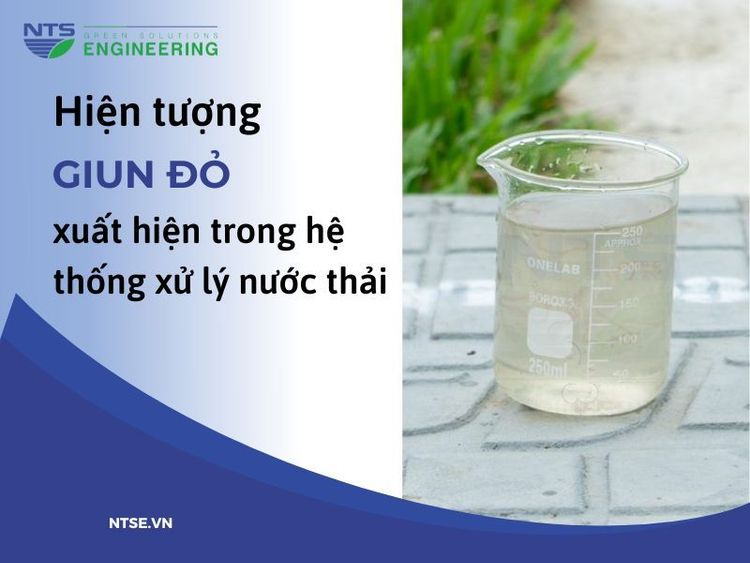 NTS
GREEN SOLUTIONS
ENGINEERING
Hiện tượng
GIUN ĐỎ
xuất hiện trong hệ
thống xử lý nước thải
250
APPROX
ONELAB
200
BORO3.3
150
100
250ml
50
NTSE.VN